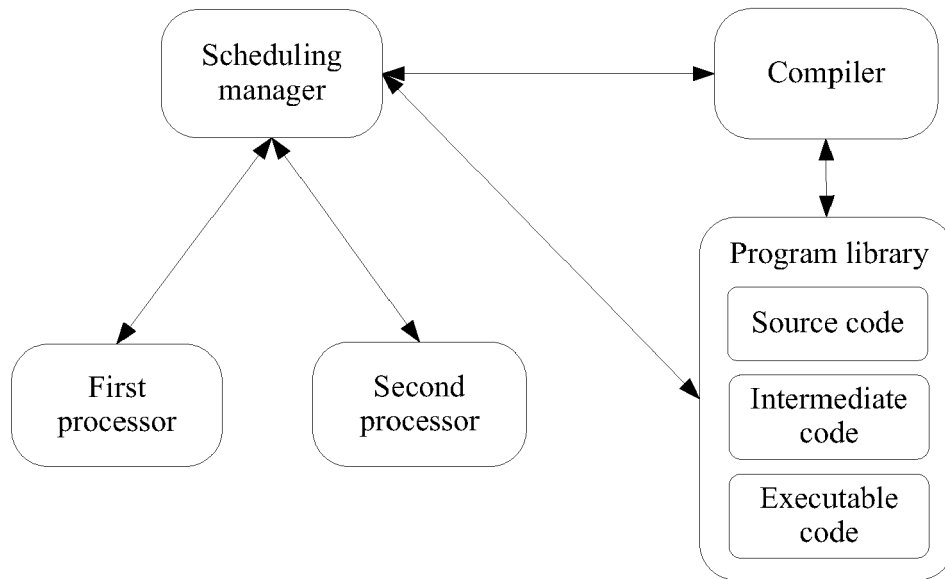 Scheduling
manager
Compiler
Program library
Source code
Intermediate
code
Executable
code
First
processor
Second
processor